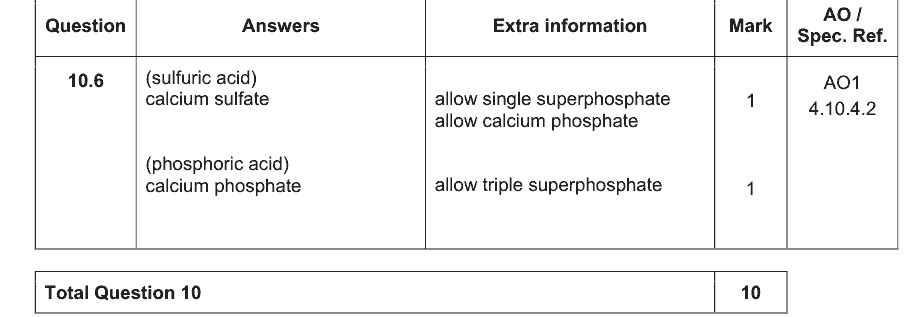 Question Answers Extra information Mark AO / Spec. Ref.
10.6 (sulfuric acid)
calcium sulfate allow single superphosphate 1 AO1
allow calcium phosphate 4.10.4.2
(phosphoric acid)
calcium phosphate allow triple superphosphate 1
Total Question 10 10